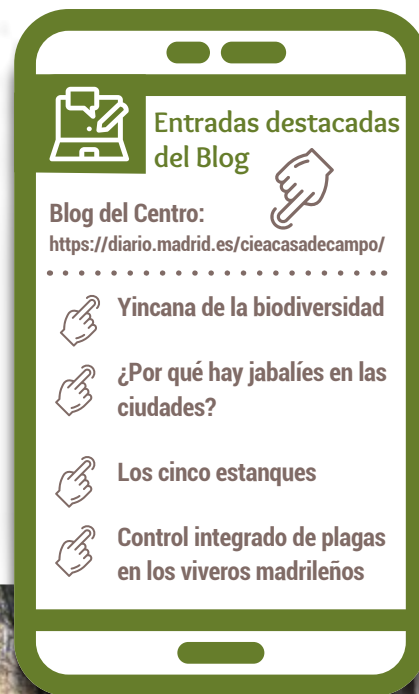 Entradas destacadas
del Blog
Blog del Centro:
https://diario.madrid.es/cieacasadecampo/
Yincana de la biodiversidad
¿Por qué hay jabalíes en las
ciudades?
Los cinco estanques
Control integrado de plagas
en los viveros madrileños